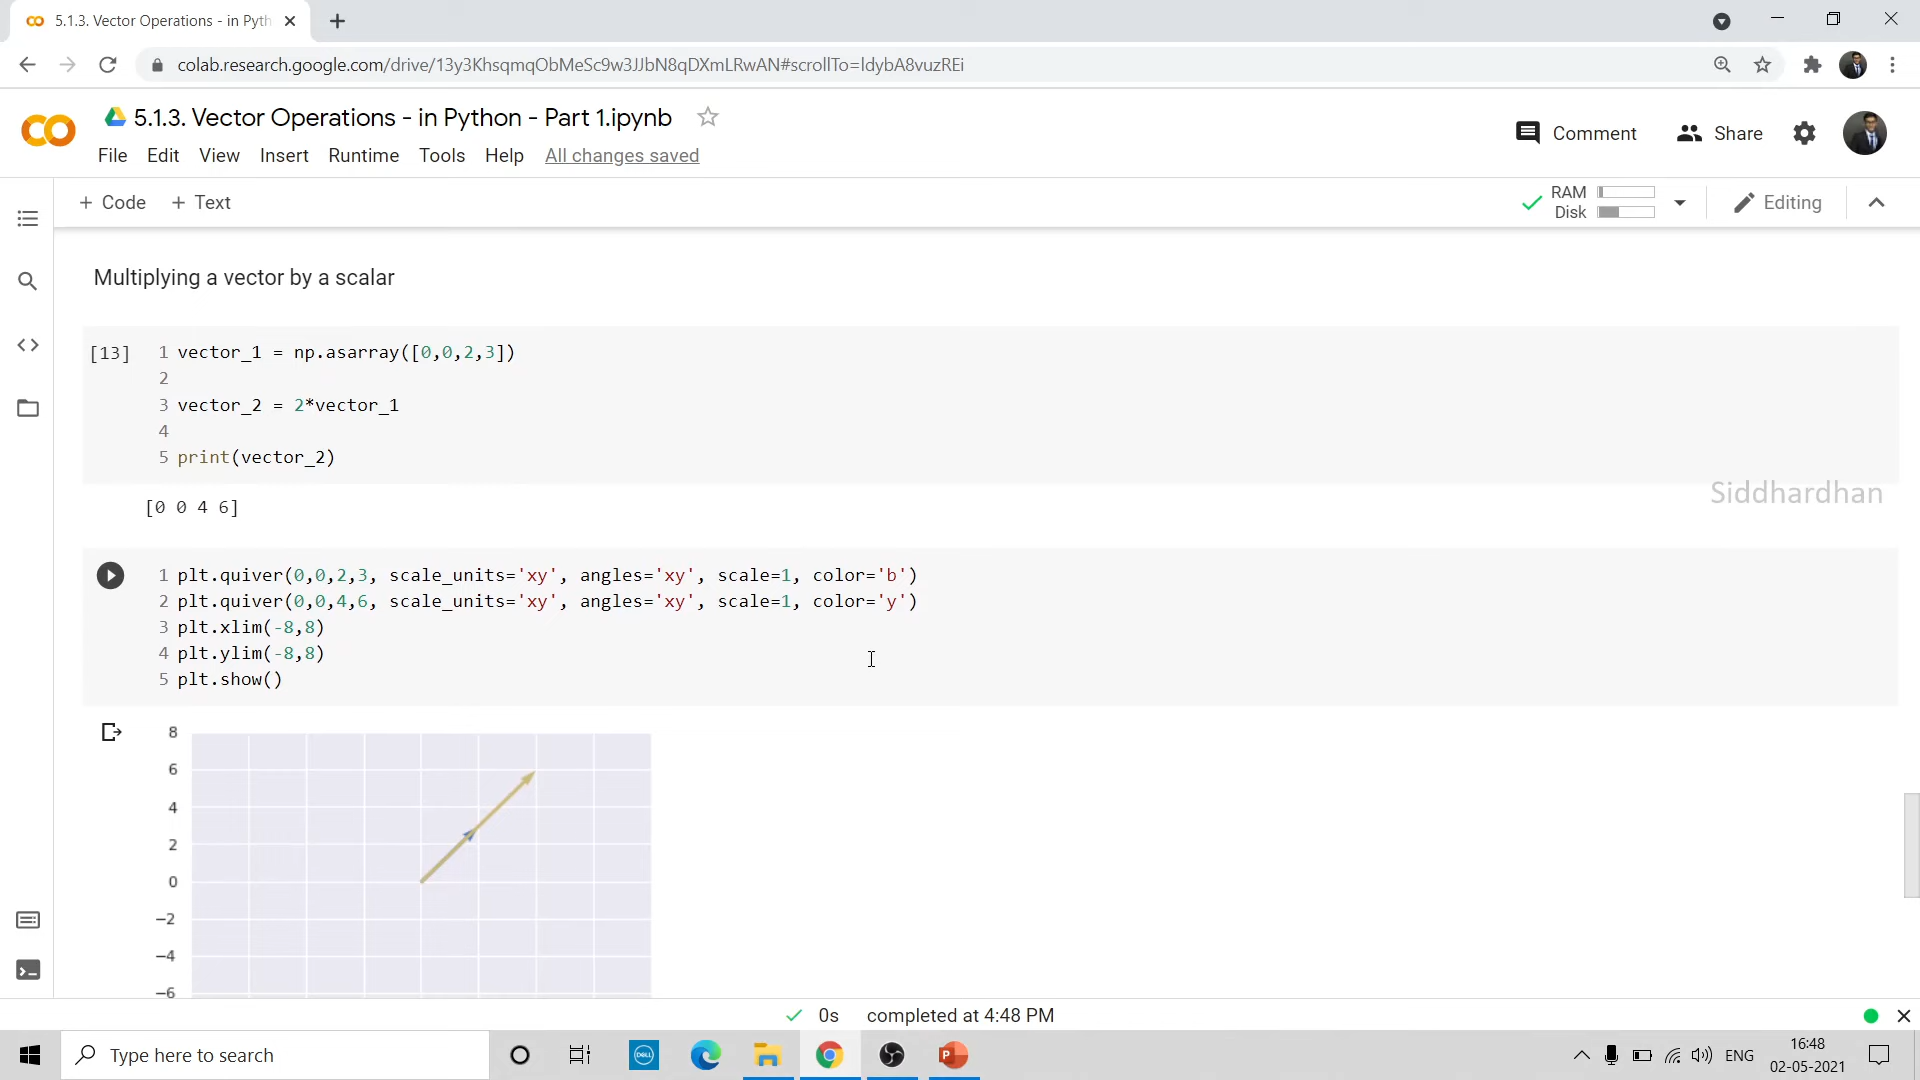 5.1.3. Vector Operations - in Pyth
colab.research.google.com/drive/13y3KhsqmqObMeSc9w3JJbN8qDXmLRwAN#scrollTo=ldybA8vuzREi
5.1.3. Vector Operations - in Python - Part 1.ipynb
Comment Share
File Edit View Insert Runtime Tools Help All changes saved
+ Code + Text
RAM
Disk
Editing
Multiplying a vector by a scalar
[13]
1 vector_1 = np.asarray([0,0,2,3])
2
3 vector_2 = 2*vector_1
4
5 print(vector_2)
[0 0 4 6]
Siddhardhan
1 plt.quiver(0,0,2,3, scale_units='xy', angles='xy', scale=1, color='b')
2 plt.quiver(0,0,4,6, scale_units='xy', angles='xy', scale=1, color='y')
3 plt.xlim(-8,8)
4 plt.ylim(-8,8)
5 plt.show()
8
6
4
2
0
−2
−4
−6
0s completed at 4:48 PM
Type here to search
DELL
P
ENG
16:48
02-05-2021